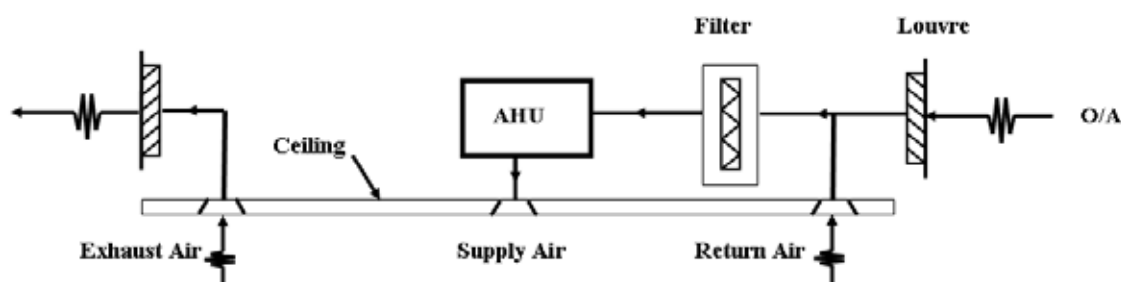 Filter
Louvre
AHU
O/A
Ceiling
Exhaust Air
Supply Air
Return Air